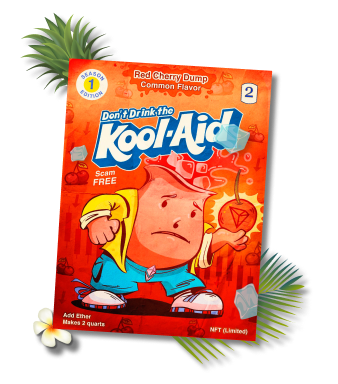 Red Cherry Dump
Common Flavor
SEASON
1
EDITION
2
Don't Drink the
Kool-Aid
Scam
FREE
Add Ether
Makes 2 quarts
NFT (Limited)